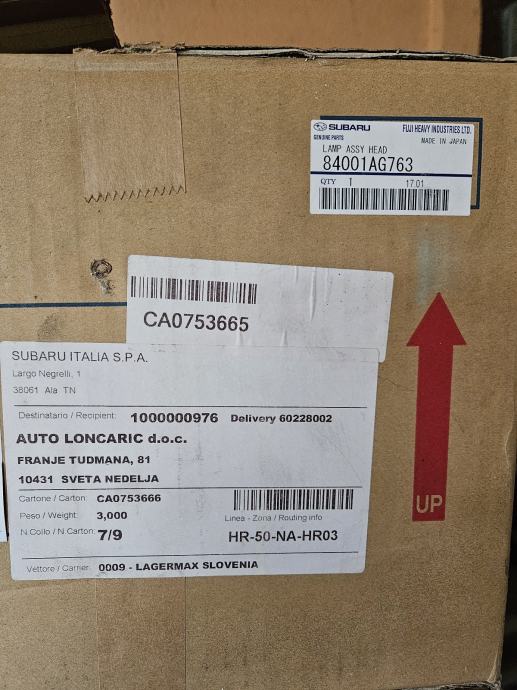 SUBARU FUJI HEAVY INDUSTRIES LTD.
GENUINE PARTS MADE IN JAPAN
LAMP ASSY HEAD
84001AG763
QTY 1 17.01
CA0753665
SUBARU ITALIA S.P.A.
Largo Negrelli, 1
38061 Ala TN
Destinatario / Recipient: 1000000976 Delivery 60228002
AUTO LONCARIC d.o.c.
FRANJE TUDMANA, 81
10431 SVETA NEDELJA
Cartone / Carton: CA0753666
Peso / Weight: 3,000 Linea - Zona / Routing info
N.Collo / N.Carton: 7/9 HR-50-NA-HR03
Vettore / Carrier: 0009 - LAGERMAX SLOVENIA
UP